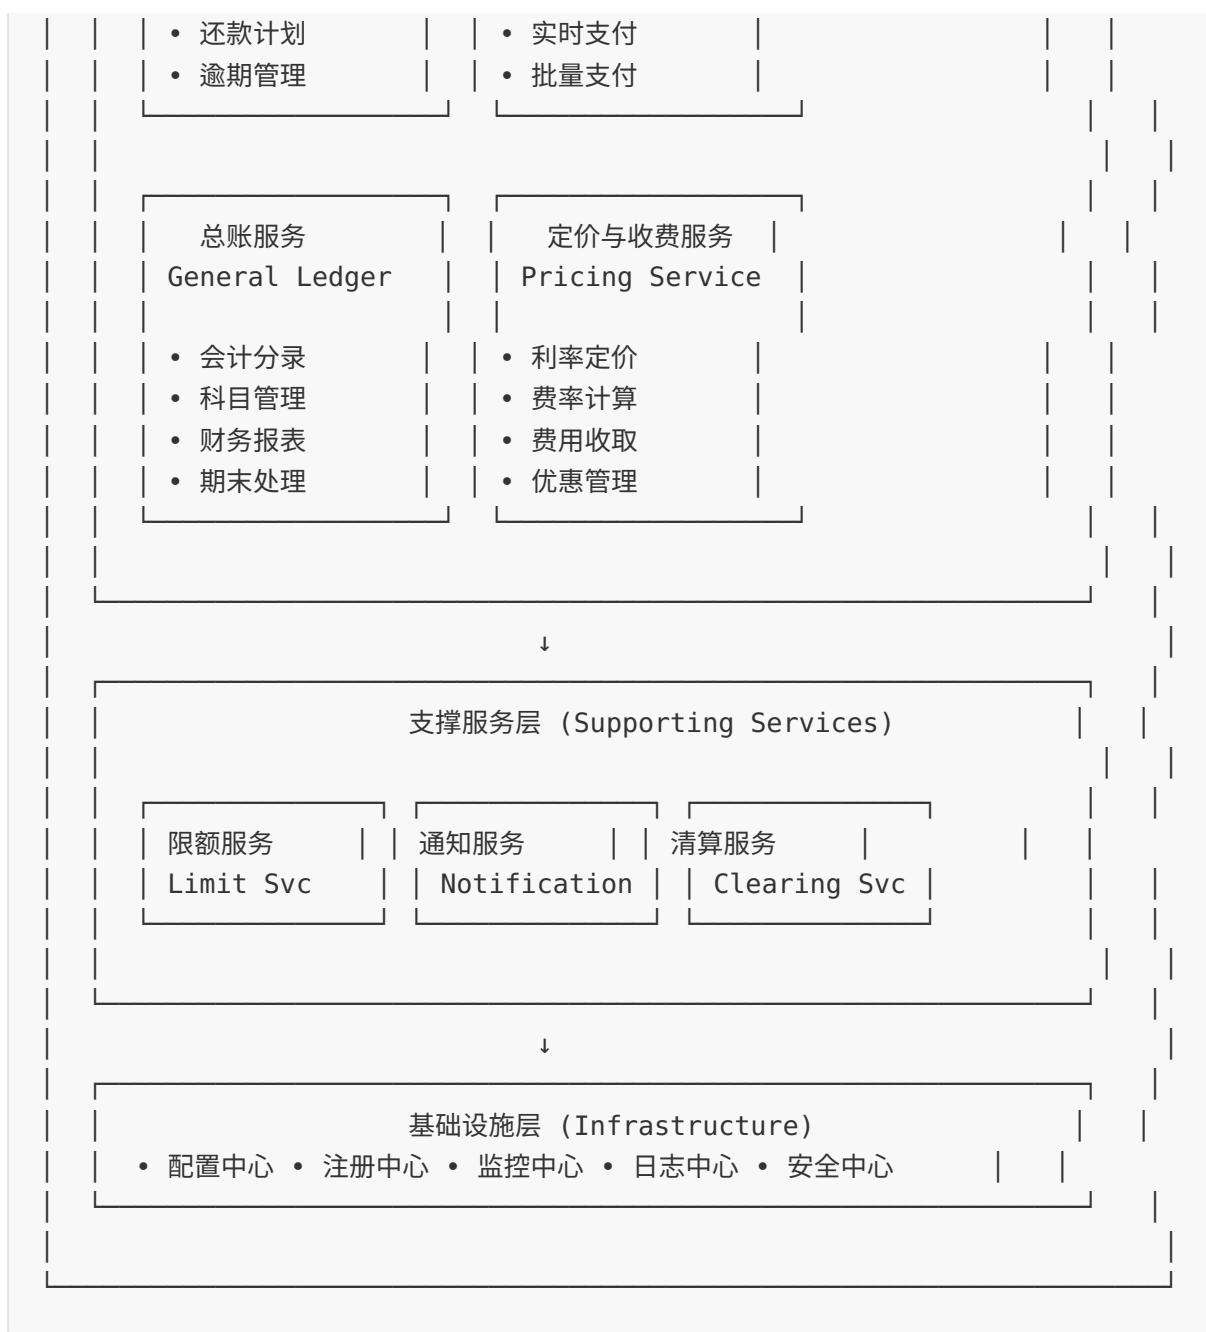 • 还款计划 • 实时支付
• 逾期管理 • 批量支付
总账服务 定价与收费服务
General Ledger Pricing Service
• 会计分录 • 利率定价
• 科目管理 • 费率计算
• 财务报表 • 费用收取
• 期末处理 • 优惠管理
↓
支撑服务层 (Supporting Services)
限额服务 通知服务 清算服务
Limit Svc Notification Clearing Svc
↓
基础设施层 (Infrastructure)
• 配置中心 • 注册中心 • 监控中心 • 日志中心 • 安全中心